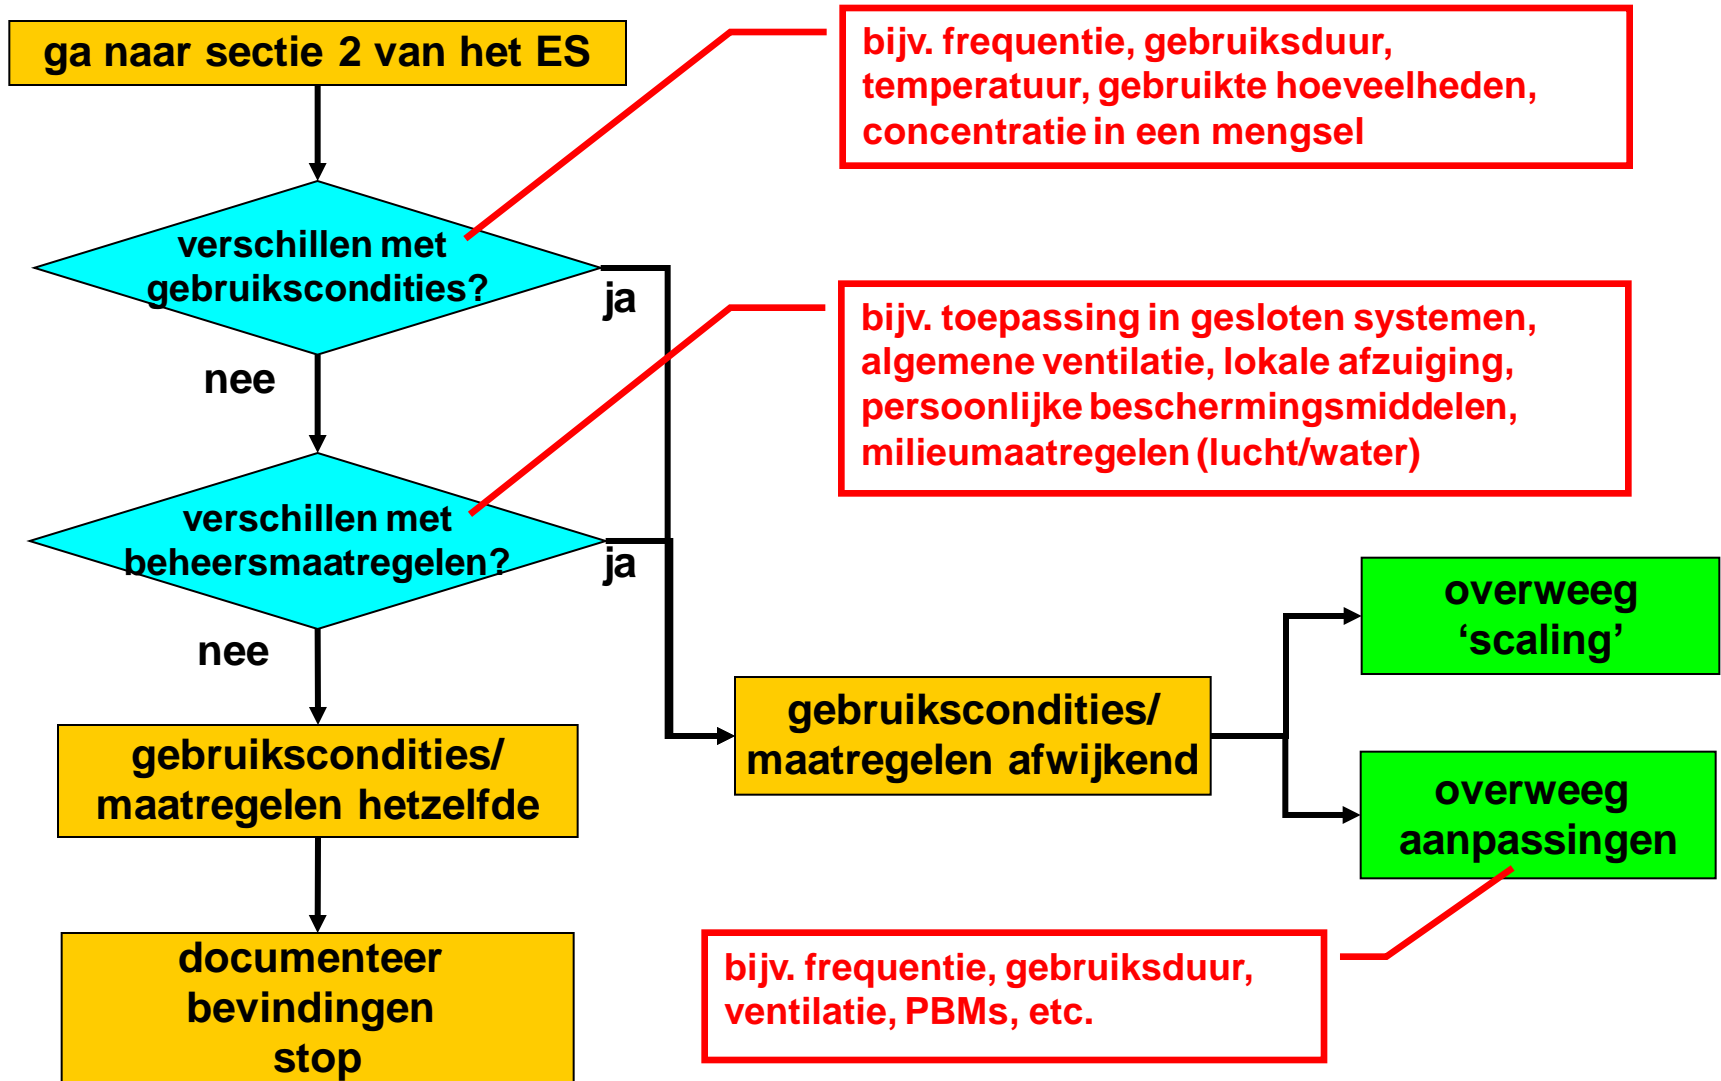 ga naar sectie 2 van het ES
bijv. frequentie, gebruiksduur,
temperatuur, gebruikte hoeveelheden,
concentratie in een mengsel
verschillen met
gebruikscondities?
ja
nee
bijv. toepassing in gesloten systemen,
algemene ventilatie, lokale afzuiging,
persoonlijke beschermingsmiddelen,
milieumaatregelen (lucht/water)
verschillen met
beheersmaatregelen?
ja
nee
gebruikscondities/
maatregelen hetzelfde
gebruikscondities/
maatregelen afwijkend
overweeg
‘scaling’
overweeg
aanpassingen
documenteer
bevindingen
stop
bijv. frequentie, gebruiksduur,
ventilatie, PBMs, etc.